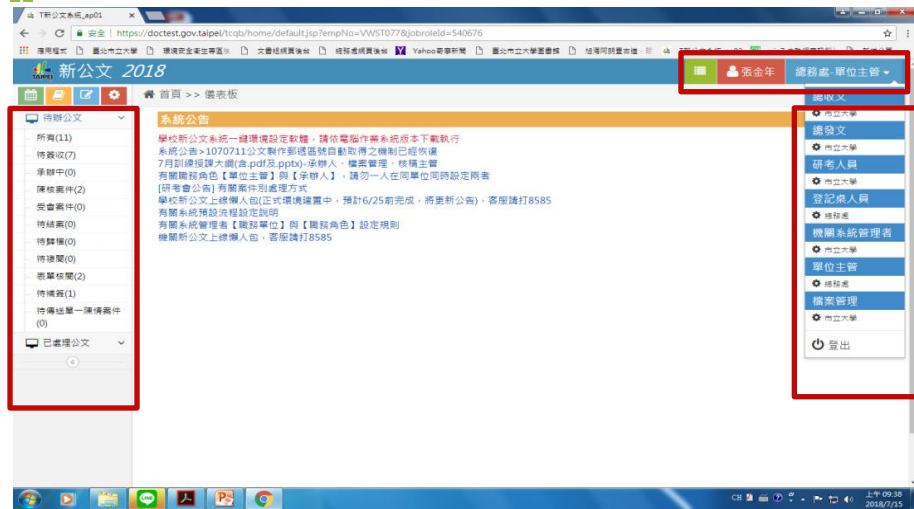 T新公文系統_ap01
安全 | https://doctest.gov.taipei/tcqb/home/default.jsp?empNo=VWST077&jobroleId=540676
應用程式 臺北市立大學 環境安全衛生專區 文書組網頁後台 總務處網頁後台 Yahoo奇摩新聞 臺北市立大學圖書館
TAIPEI 新公文 2018 張金年 總務處-單位主管
首頁 >> 儀表板
待辦公文
所有(11)
待簽收(7)
承辦中(0)
陳核案件(2)
受會案件(0)
待結案(0)
待歸檔(0)
待複閱(0)
表單核閱(2)
待補簽(1)
待傳送單一陳情案件
(0)
已處理公文
系統公告
學校新公文系統一鍵環境設定軟體，請依電腦作業系統版本下載執行
系統公告>1070711公文製作郵遞區號自動取得之機制已經恢復
7月訓練授課大綱(含.pdf及.pptx)-承辦人、檔案管理、核稿主管
有關職務角色【單位主管】與【承辦人】，請勿一人在同單位同時設定兩者
[研考會公告] 有關案件別處理方式
學校新公文上線懶人包(正式環境建置中，預計6/25前完成，將更新公告)，客服請打8585
有關系統預設流程設定說明
有關系統管理者【職務單位】與【職務角色】設定規則
機關新公文上線懶人包，客服請打8585
總收文
市立大學
總發文
市立大學
研考人員
市立大學
登記桌人員
總務處
機關系統管理者
市立大學
單位主管
總務處
檔案管理
市立大學
登出
CH
上午 09:38
2018/7/15